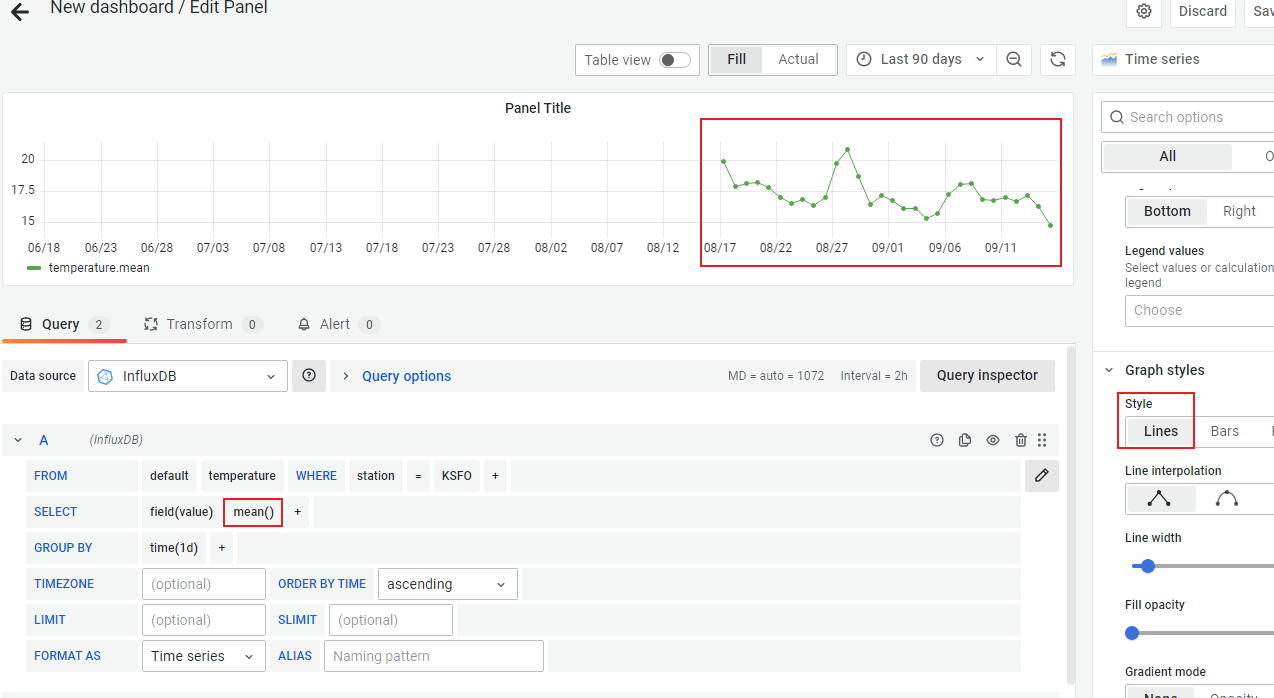 New dashboard / Edit Panel
Discard
Sav
Table view
Fill
Actual
Last 90 days
Time series
Panel Title
20
17.5
15
06/18 06/23 06/28 07/03 07/08 07/13 07/18 07/23 07/28 08/02 08/07 08/12 08/17 08/22 08/27 09/01 09/06 09/11
temperature.mean
Search options
All
Bottom
Right
Legend values
Select values or calculation
legend
Choose
Query 2
Transform 0
Alert 0
Data source
InfluxDB
Query options
MD = auto = 1072
Interval = 2h
Query inspector
Graph styles
Style
Lines
Bars
Line interpolation
Line width
Fill opacity
Gradient mode
None
Opacity
A (InfluxDB)
FROM default temperature WHERE station = KSFO +
SELECT field(value) mean() +
GROUP BY time(1d) +
TIMEZONE (optional) ORDER BY TIME ascending
LIMIT (optional) SLIMIT (optional)
FORMAT AS Time series ALIAS Naming pattern